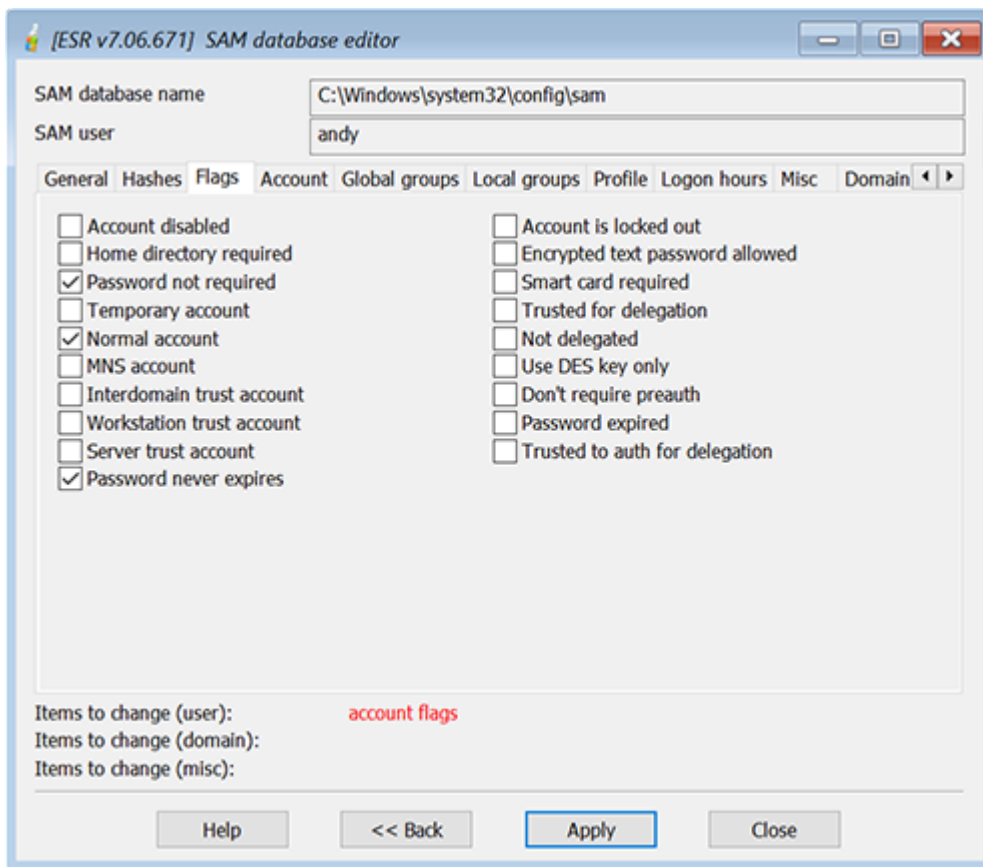 [ESR v7.06.671] SAM database editor
SAM database name C:\Windows\system32\config\sam
SAM user andy
General Hashes Flags Account Global groups Local groups Profile Logon hours Misc Domain
Account disabled Account is locked out
Home directory required Encrypted text password allowed
Password not required Smart card required
Temporary account Trusted for delegation
Normal account Not delegated
MNS account Use DES key only
Interdomain trust account Don't require preauth
Workstation trust account Password expired
Server trust account Trusted to auth for delegation
Password never expires
Items to change (user): account flags
Items to change (domain):
Items to change (misc):
Help << Back Apply Close